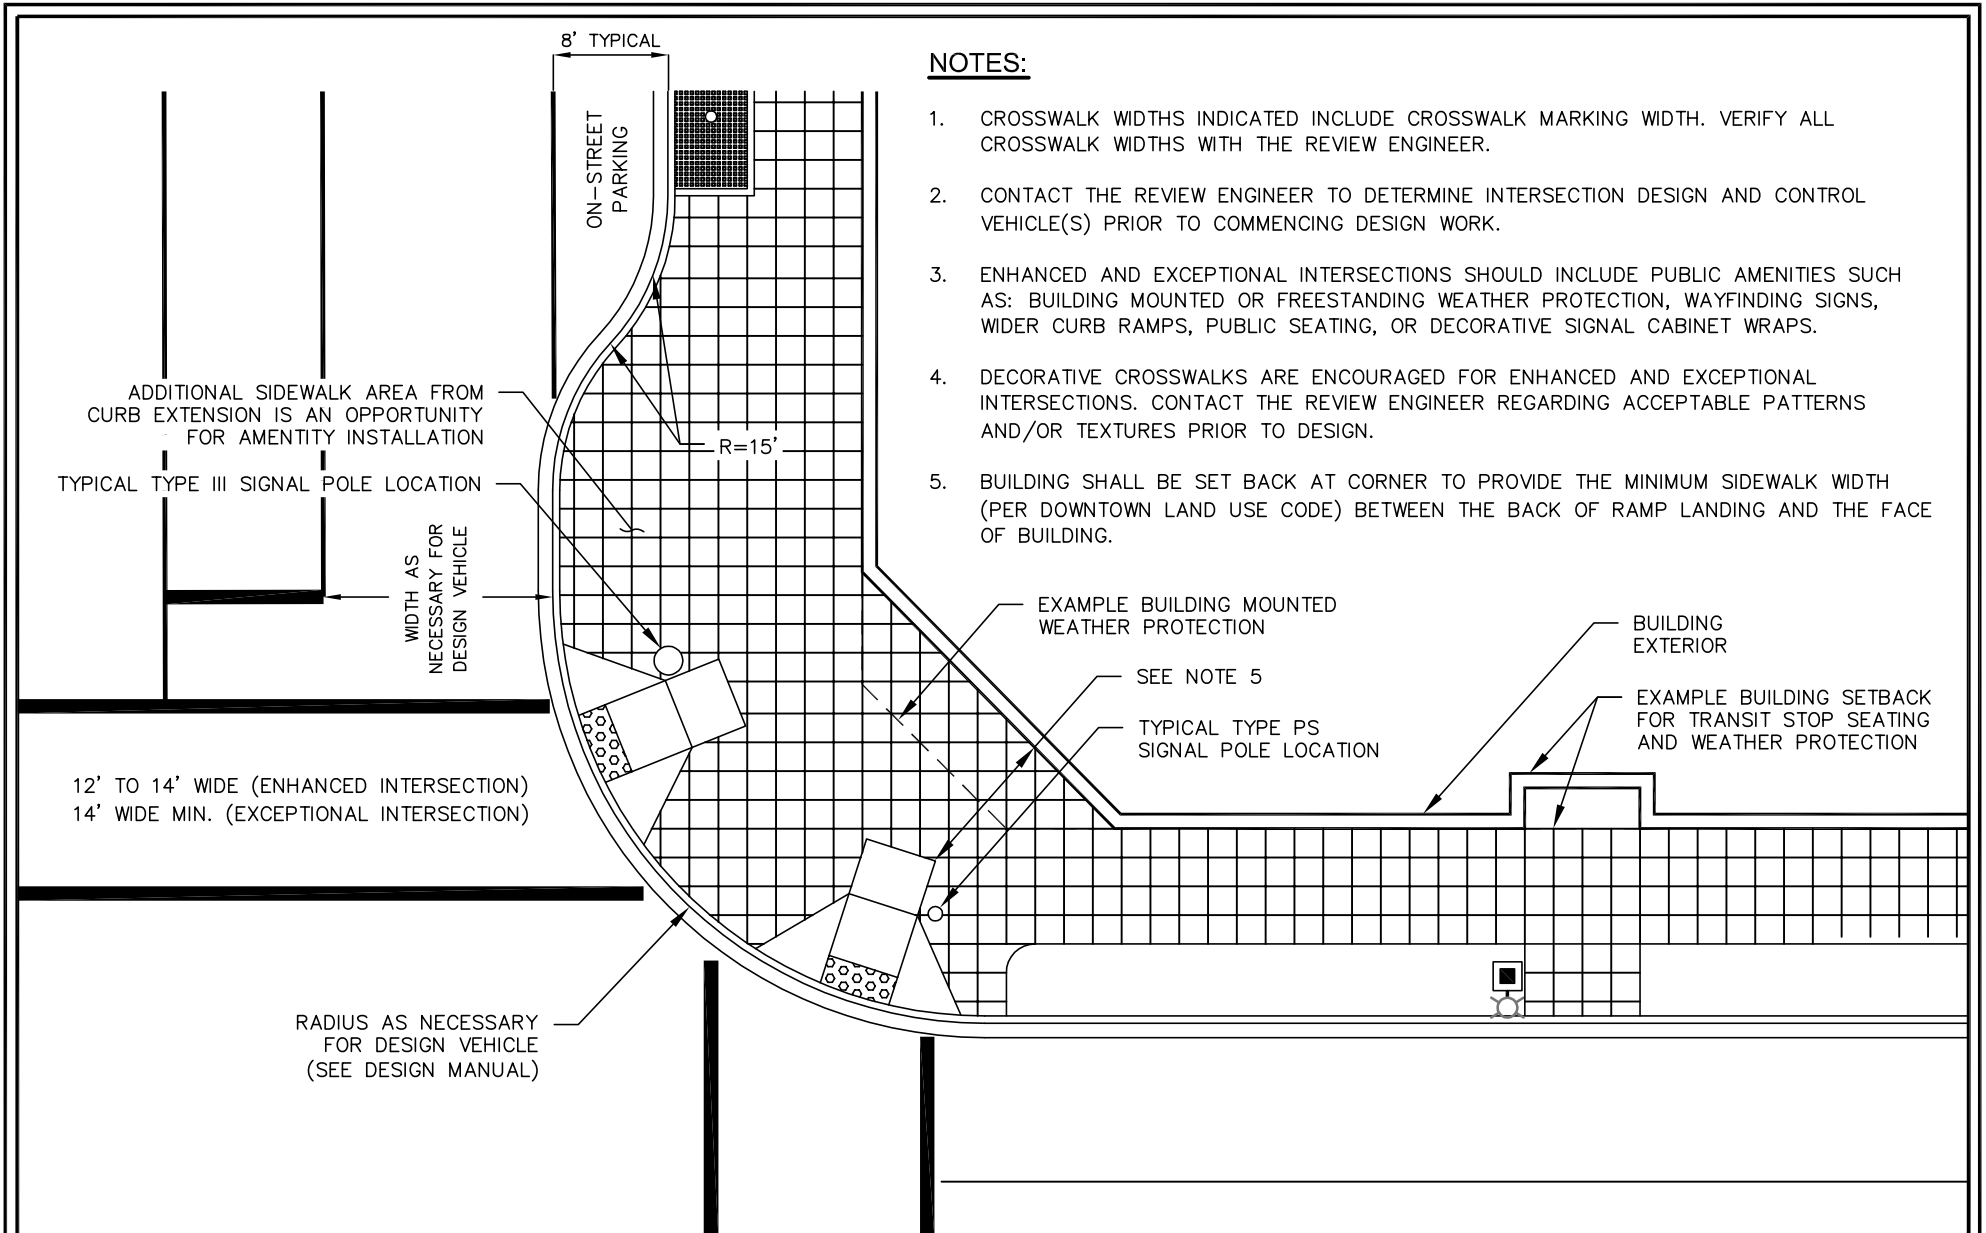 8' TYPICAL
ON-STREET
PARKING
NOTES:
1. CROSSWALK WIDTHS INDICATED INCLUDE CROSSWALK MARKING WIDTH. VERIFY ALL
CROSSWALK WIDTHS WITH THE REVIEW ENGINEER.
2. CONTACT THE REVIEW ENGINEER TO DETERMINE INTERSECTION DESIGN AND CONTROL
VEHICLE(S) PRIOR TO COMMENCING DESIGN WORK.
3. ENHANCED AND EXCEPTIONAL INTERSECTIONS SHOULD INCLUDE PUBLIC AMENITIES SUCH
AS: BUILDING MOUNTED OR FREESTANDING WEATHER PROTECTION, WAYFINDING SIGNS,
WIDER CURB RAMPS, PUBLIC SEATING, OR DECORATIVE SIGNAL CABINET WRAPS.
4. DECORATIVE CROSSWALKS ARE ENCOURAGED FOR ENHANCED AND EXCEPTIONAL
INTERSECTIONS. CONTACT THE REVIEW ENGINEER REGARDING ACCEPTABLE PATTERNS
AND/OR TEXTURES PRIOR TO DESIGN.
5. BUILDING SHALL BE SET BACK AT CORNER TO PROVIDE THE MINIMUM SIDEWALK WIDTH
(PER DOWNTOWN LAND USE CODE) BETWEEN THE BACK OF RAMP LANDING AND THE FACE
OF BUILDING.
ADDITIONAL SIDEWALK AREA FROM
CURB EXTENSION IS AN OPPORTUNITY
FOR AMENTITY INSTALLATION
R=15'
TYPICAL TYPE III SIGNAL POLE LOCATION
WIDTH AS
NECESSARY FOR
DESIGN VEHICLE
EXAMPLE BUILDING MOUNTED
WEATHER PROTECTION
SEE NOTE 5
TYPICAL TYPE PS
SIGNAL POLE LOCATION
BUILDING
EXTERIOR
EXAMPLE BUILDING SETBACK
FOR TRANSIT STOP SEATING
AND WEATHER PROTECTION
12' TO 14' WIDE (ENHANCED INTERSECTION)
14' WIDE MIN. (EXCEPTIONAL INTERSECTION)
RADIUS AS NECESSARY
FOR DESIGN VEHICLE
(SEE DESIGN MANUAL)